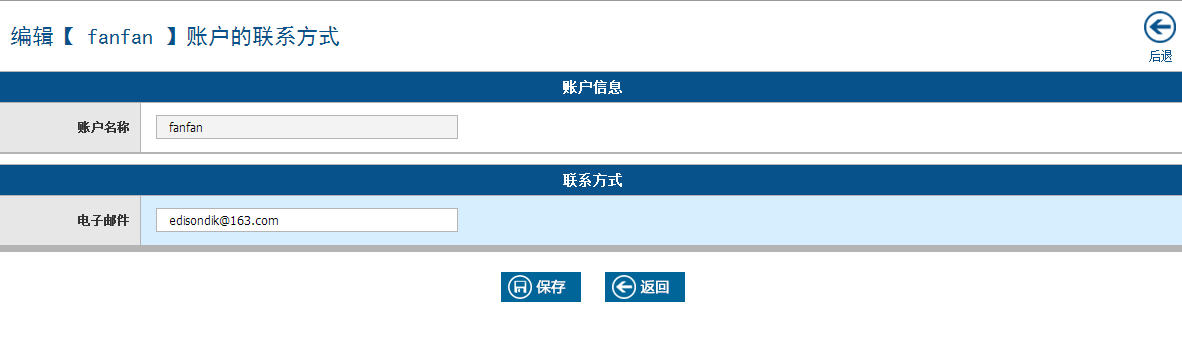 编辑【 fanfan 】账户的联系方式
后退
账户信息
账户名称 fanfan
联系方式
电子邮件 edisondik@163.com
保存 返回